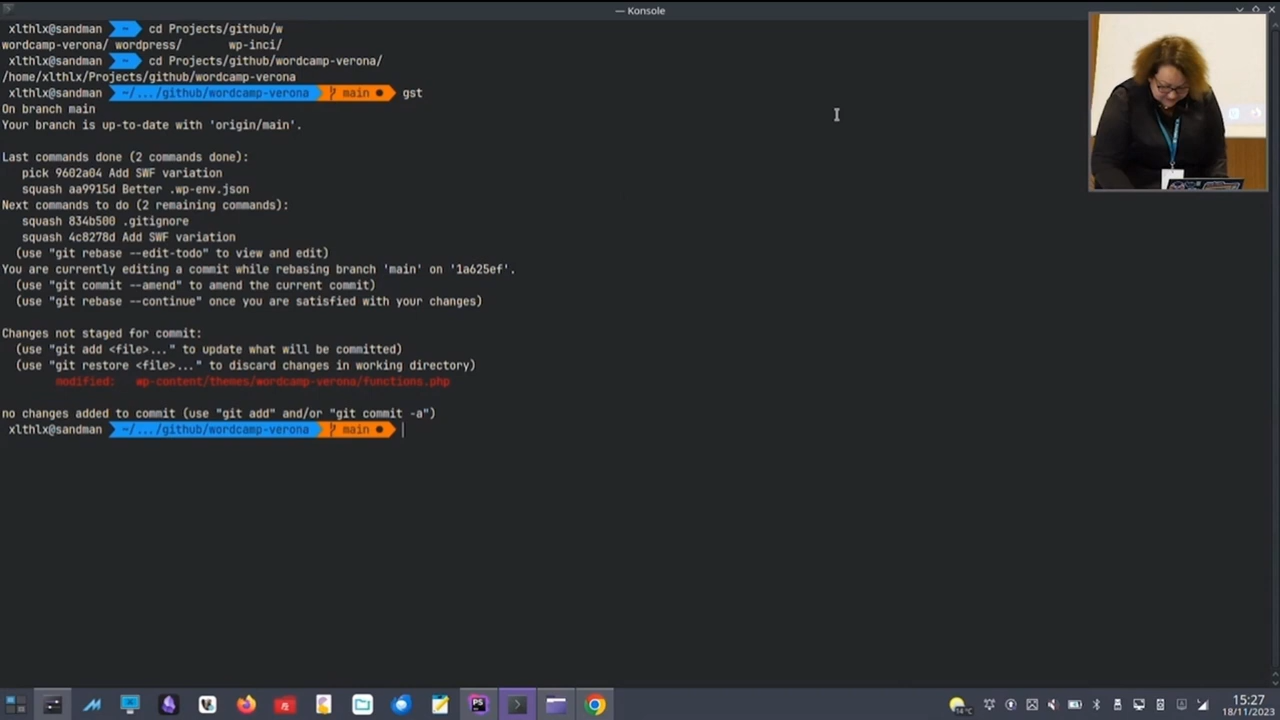 — Konsole
xlthlx@sandman ~ cd Projects/github/w
wordcamp-verona/ wordpress/ wp-inci/
xlthlx@sandman ~ cd Projects/github/wordcamp-verona/
/home/xlthlx/Projects/github/wordcamp-verona
xlthlx@sandman ~/.../github/wordcamp-verona main ● gst
On branch main
Your branch is up-to-date with 'origin/main'.
Last commands done (2 commands done):
pick 9602a04 Add SWF variation
squash aa9915d Better .wp-env.json
Next commands to do (2 remaining commands):
squash 834b500 .gitignore
squash 4c8278d Add SWF variation
(use "git rebase --edit-todo" to view and edit)
You are currently editing a commit while rebasing branch 'main' on '1a625ef'.
(use "git commit --amend" to amend the current commit)
(use "git rebase --continue" once you are satisfied with your changes)
Changes not staged for commit:
(use "git add <file>..." to update what will be committed)
(use "git restore <file>..." to discard changes in working directory)
modified: wp-content/themes/wordcamp-verona/functions.php
no changes added to commit (use "git add" and/or "git commit -a")
xlthlx@sandman ~/.../github/wordcamp-verona main ●
PS
14°C
15:27
18/11/2023